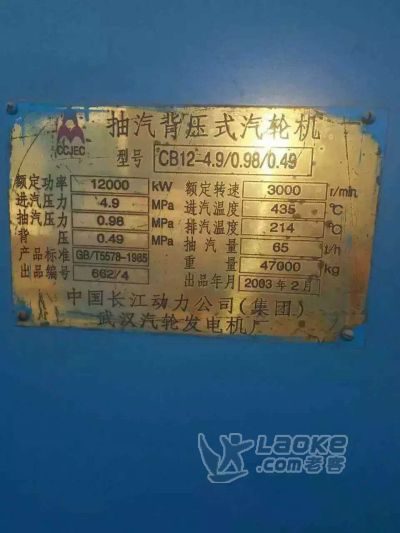 抽汽背压式汽轮机
CCJEC
型号 CB12-4.9/0.98/0.49
额定功率 12000 kW 额定转速 3000 r/min
进汽压力 4.9 MPa 进汽温度 435 ℃
抽汽压力 0.98 MPa 排汽温度 214 ℃
背压 0.49 MPa 抽汽量 65 t/h
产品标准 GB/T5578-1985 重量 47000 kg
出品编号 662/4 出品年月 2003年2月
中国长江动力公司(集团)
武汉汽轮发电机厂
LAOKE
.com老客